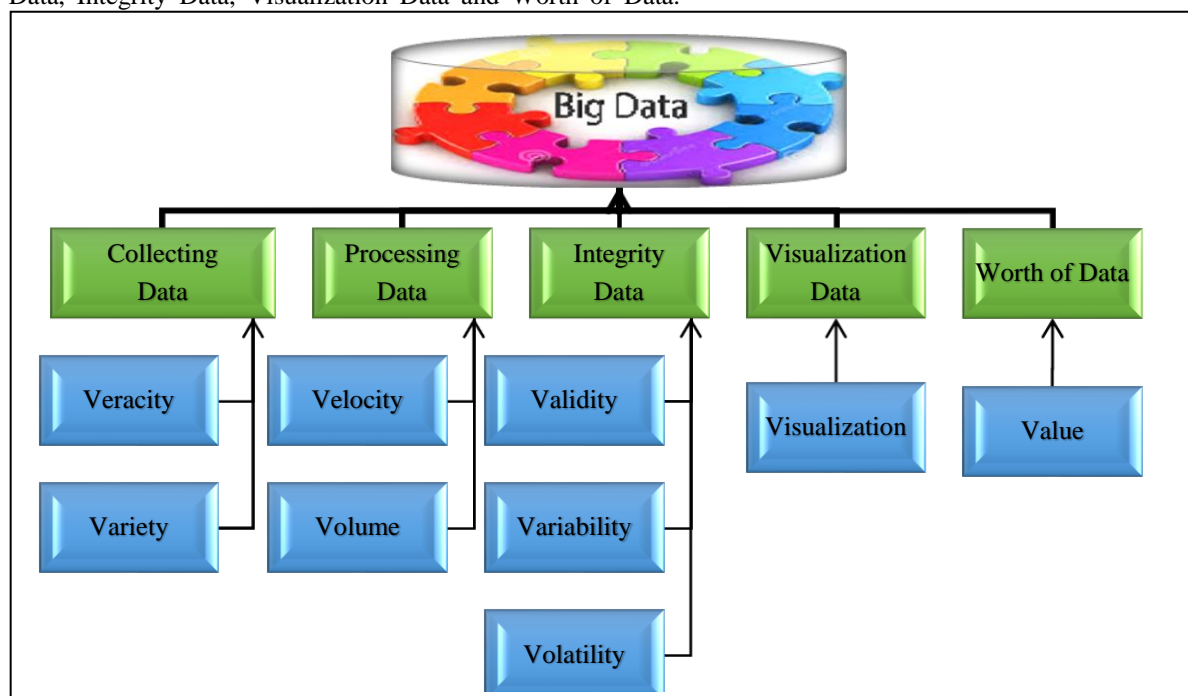 Data, Integrity Data, Visualization Data and Worth of Data.
Big Data
Collecting
Data
Processing
Data
Integrity
Data
Visualization
Data
Worth of Data
Veracity
Velocity
Validity
Visualization
Value
Variety
Volume
Variability
Volatility